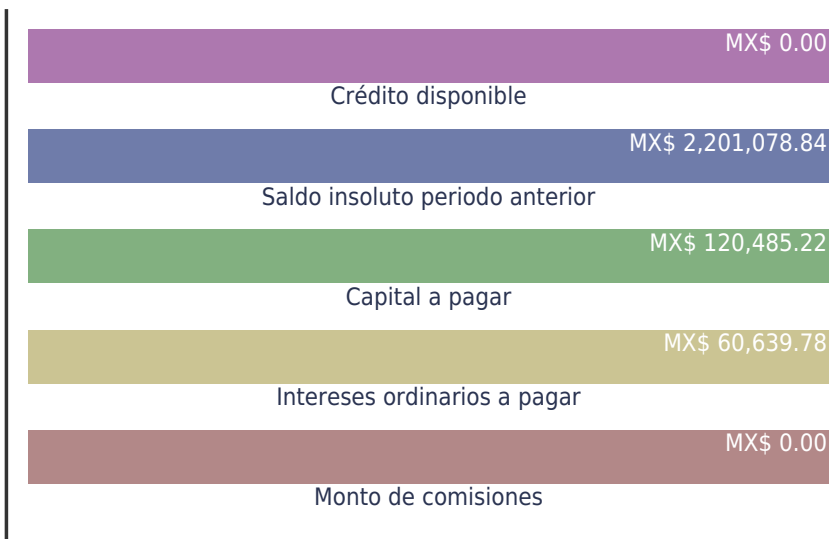 MX$ 0.00
Crédito disponible
MX$ 2,201,078.84
Saldo insoluto periodo anterior
MX$ 120,485.22
Capital a pagar
MX$ 60,639.78
Intereses ordinarios a pagar
MX$ 0.00
Monto de comisiones